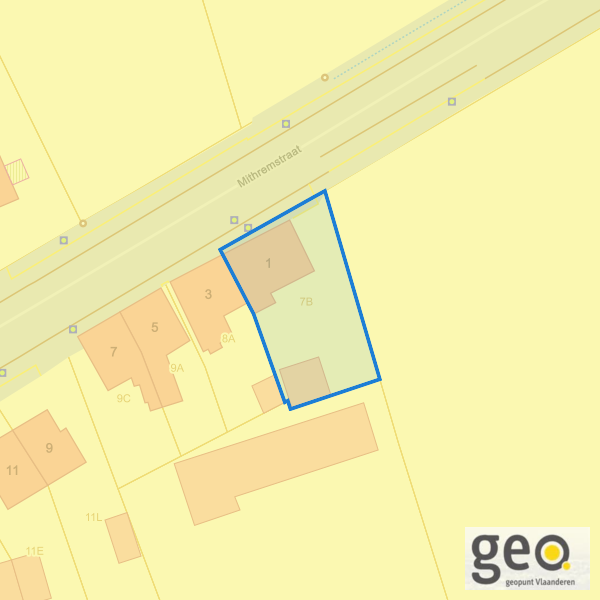 Mithremstraat
1
3
7B
5
8A
7
9A
9C
9
11
11L
11E
geo.
geopunt Vlaanderen